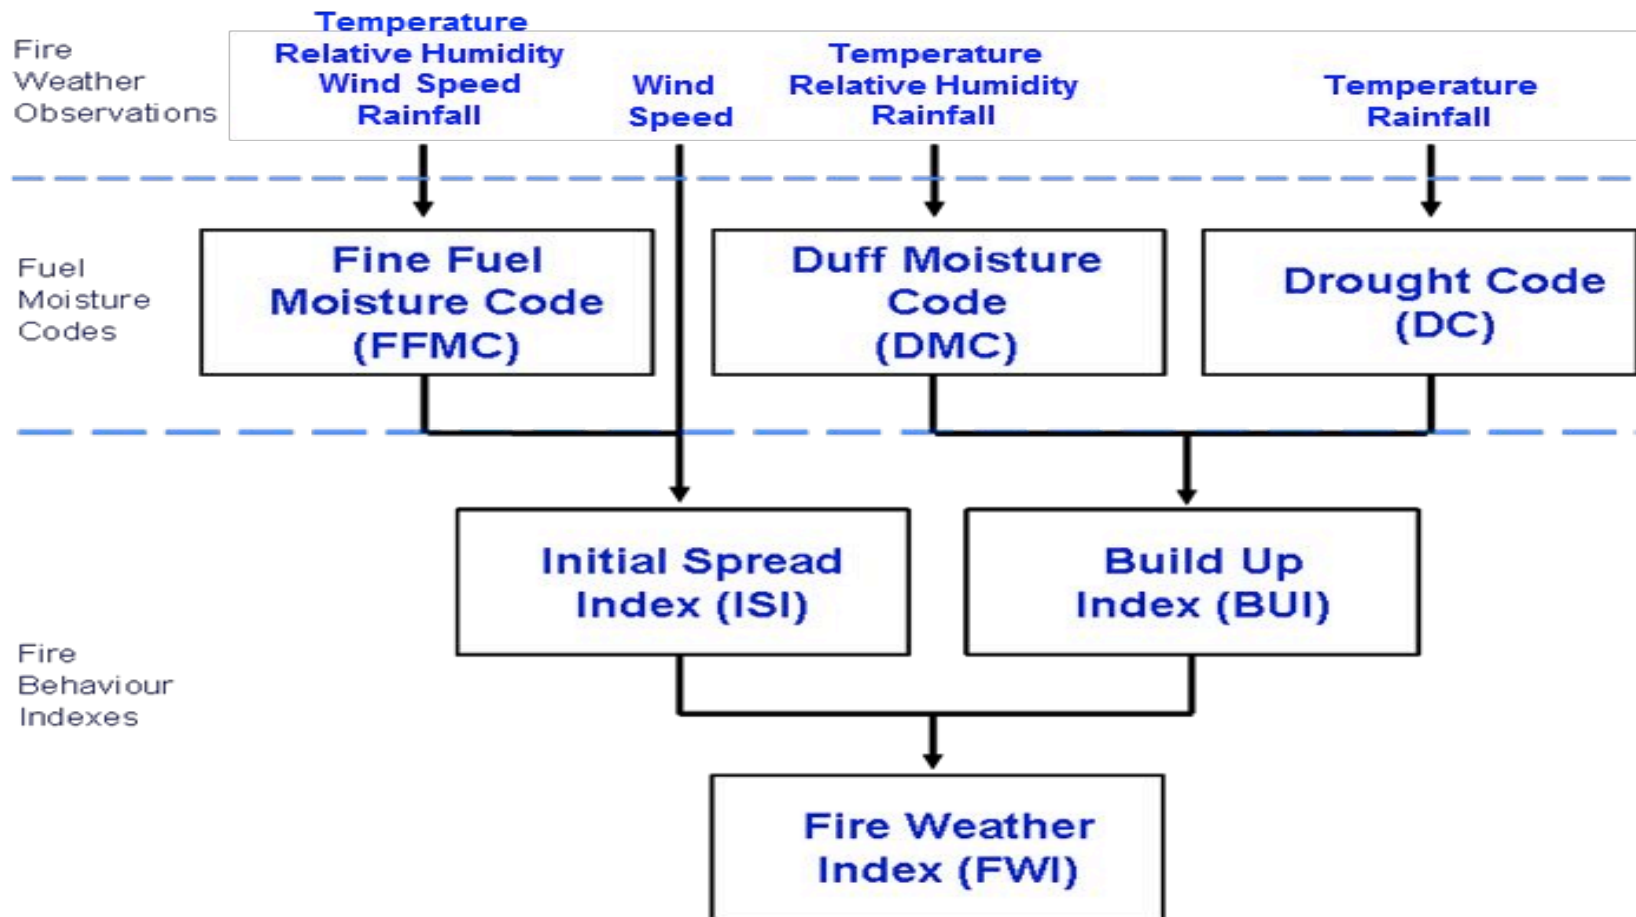 Fire
Weather
Observations
Temperature
Relative Humidity
Wind Speed
Rainfall
Wind
Speed
Temperature
Relative Humidity
Rainfall
Temperature
Rainfall
Fuel
Moisture
Codes
Fine Fuel
Moisture Code
(FFMC)
Duff Moisture
Code
(DMC)
Drought Code
(DC)
Fire
Behaviour
Indexes
Initial Spread
Index (ISI)
Build Up
Index (BUI)
Fire Weather
Index (FWI)